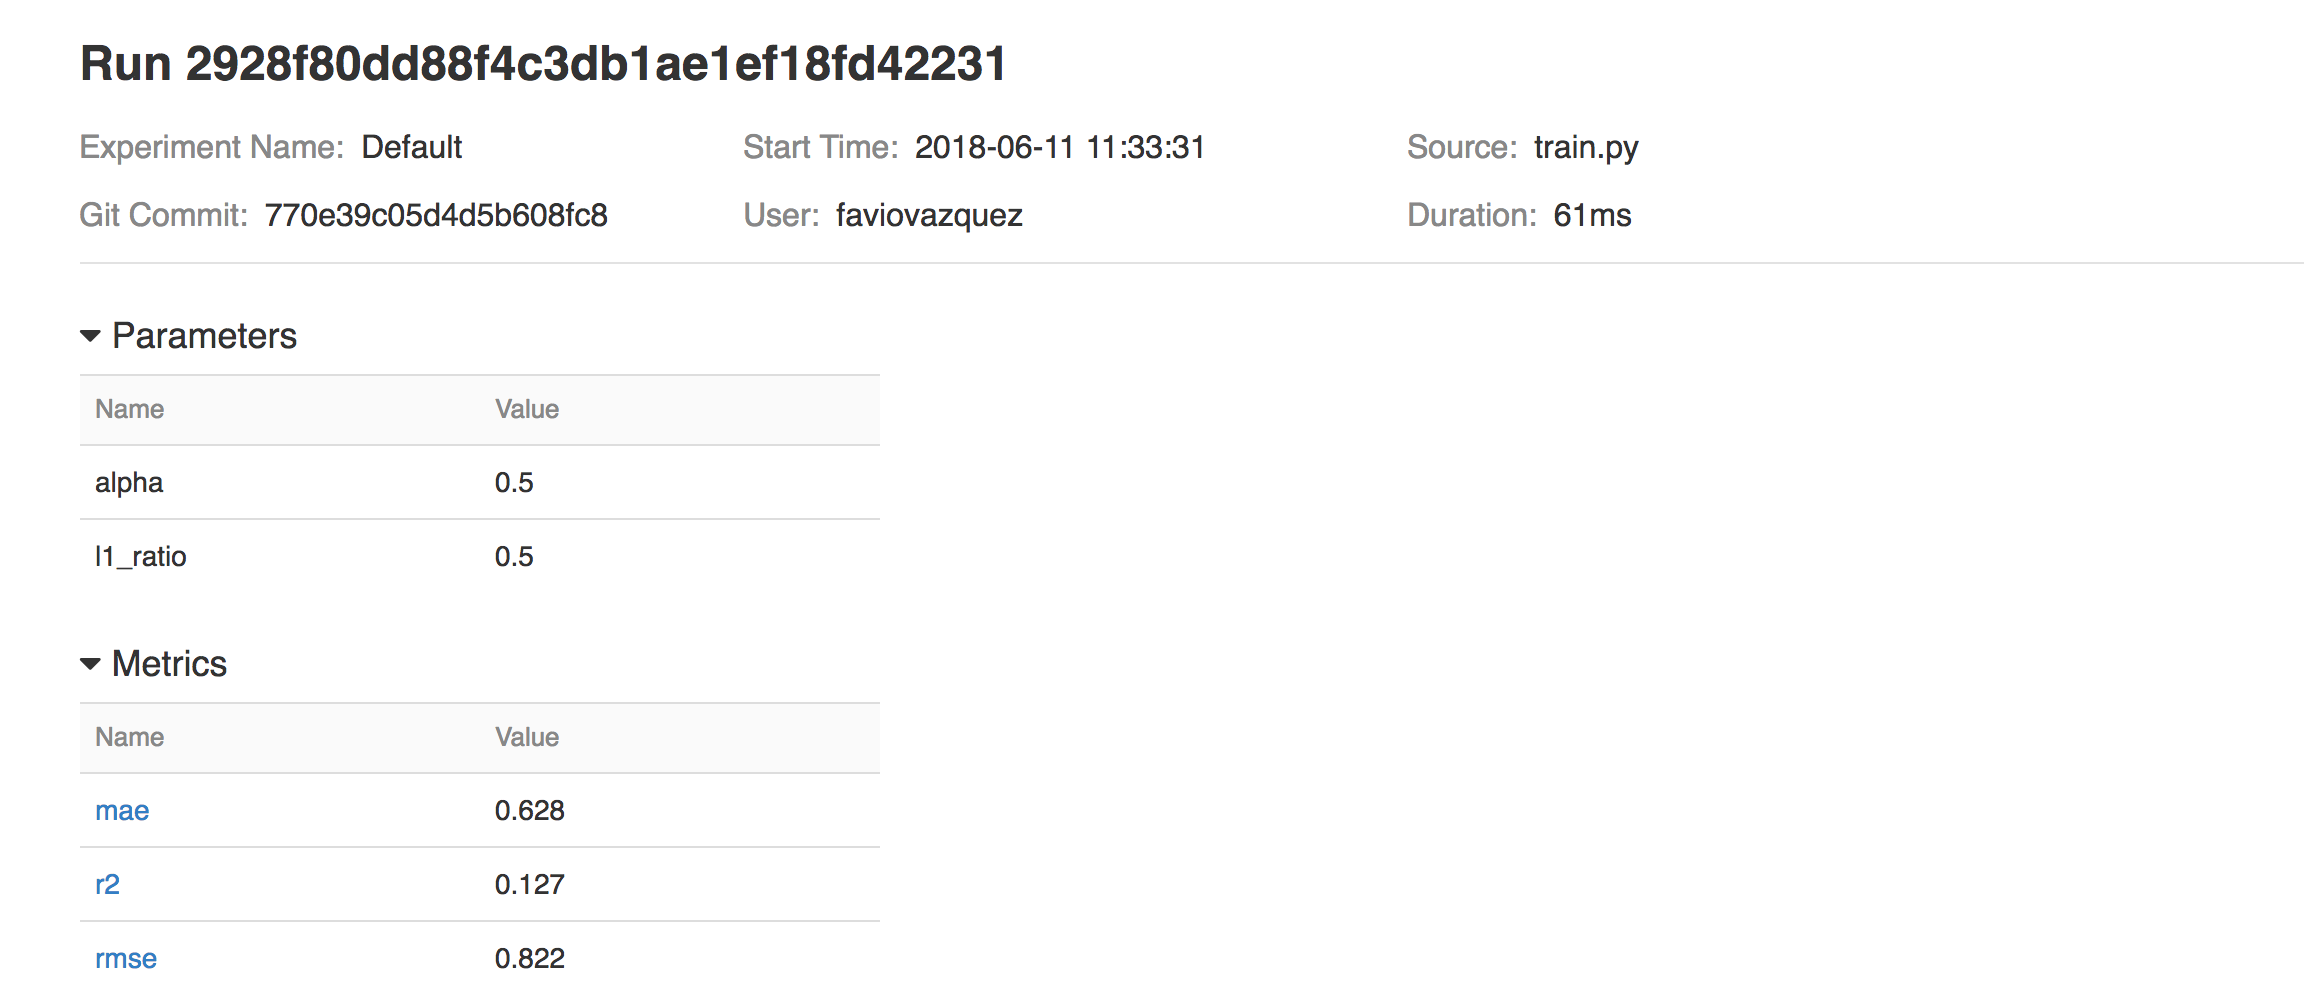 Run 2928f80dd88f4c3db1ae1ef18fd42231
Experiment Name: Default Start Time: 2018-06-11 11:33:31 Source: train.py
Git Commit: 770e39c05d4d5b608fc8 User: faviovazquez Duration: 61ms
Parameters
Name Value
alpha 0.5
l1_ratio 0.5
Metrics
Name Value
mae 0.628
r2 0.127
rmse 0.822